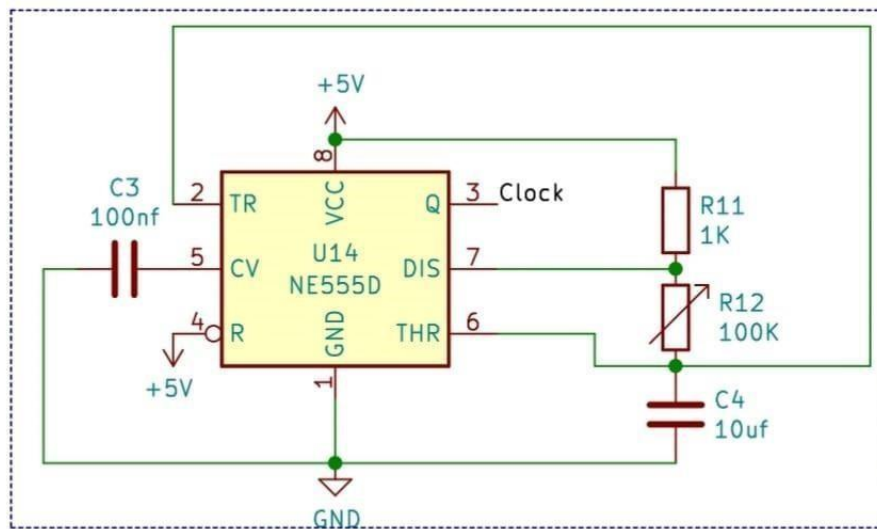 +5V
C3
100nf
8
2
TR
VCC
Q
3
Clock
R11
1K
5
CV
U14
NE555D
DIS
7
4
R
GND
THR
6
R12
100K
+5V
1
C4
10uf
GND